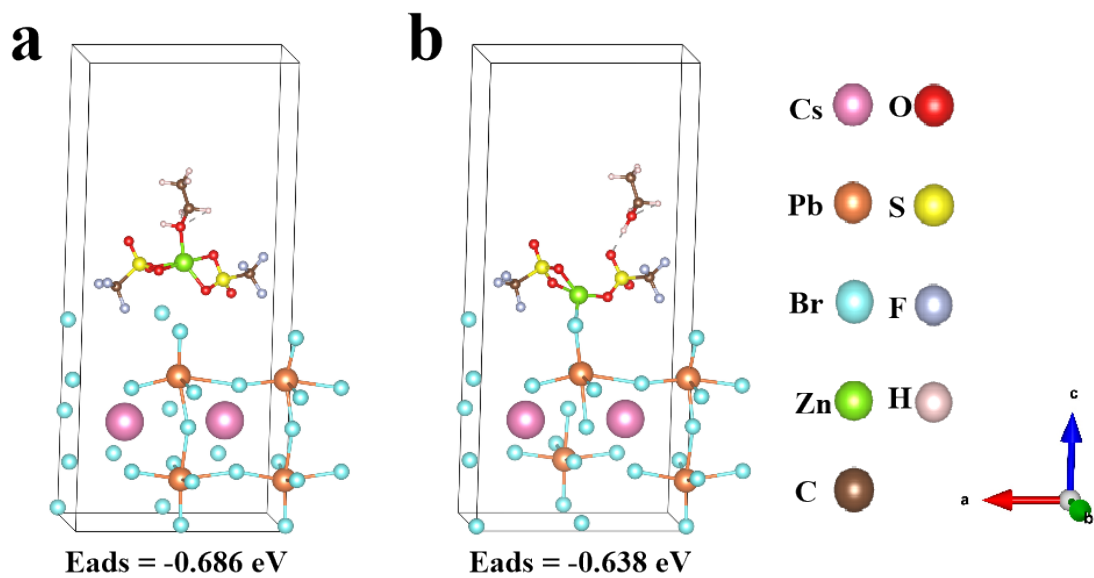 a
b
Cs
O
Pb
S
Br
F
Zn
H
C
c
a
b
Eads = -0.686 eV
Eads = -0.638 eV